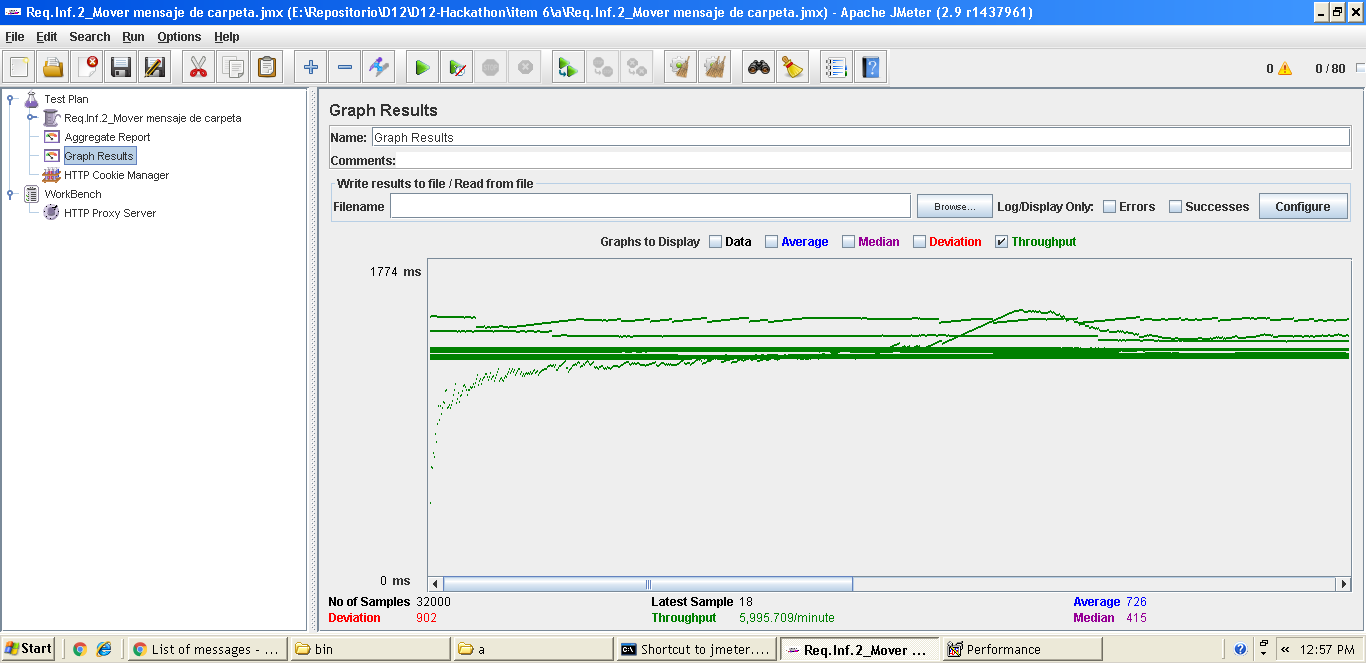 Req.Inf.2_Mover mensaje de carpeta.jmx (E:\Repositorio\D12\D12-Hackathon\item 6\a\Req.Inf.2_Mover mensaje de carpeta.jmx) - Apache JMeter (2.9 r1437961)
File Edit Search Run Options Help
0 0 / 80
Test Plan
Req.Inf.2_Mover mensaje de carpeta
Aggregate Report
Graph Results
HTTP Cookie Manager
WorkBench
HTTP Proxy Server
Graph Results
Name: Graph Results
Comments:
Write results to file / Read from file
Filename Browse... Log/Display Only: Errors Successes Configure
Graphs to Display Data Average Median Deviation Throughput
1774 ms
0 ms
No of Samples 32000 Latest Sample 18 Average 726
Deviation 902 Throughput 5,995.709/minute Median 415
Start List of messages - ... bin a Shortcut to jmeter.... Req.Inf.2_Mover ... Performance 12:57 PM